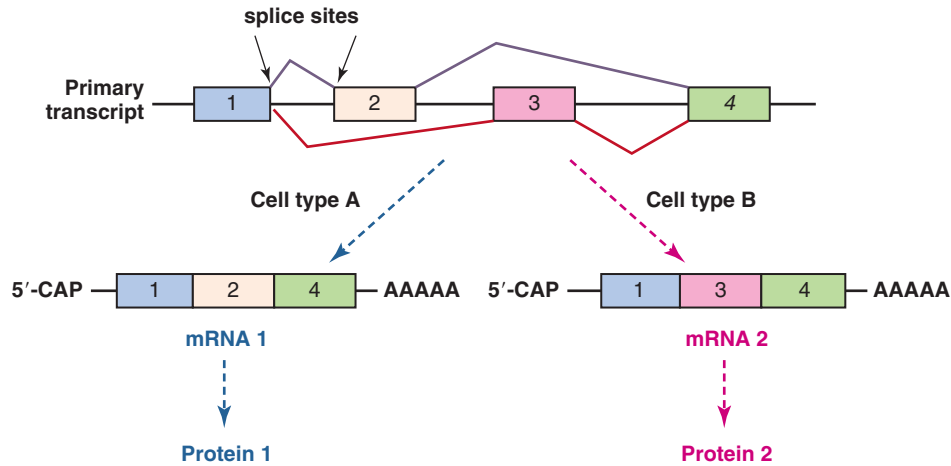 splice sites
Primary
transcript
1 2 3 4
Cell type A Cell type B
5′-CAP 1 2 4 AAAAA 5′-CAP 1 3 4 AAAAA
mRNA 1 mRNA 2
Protein 1 Protein 2